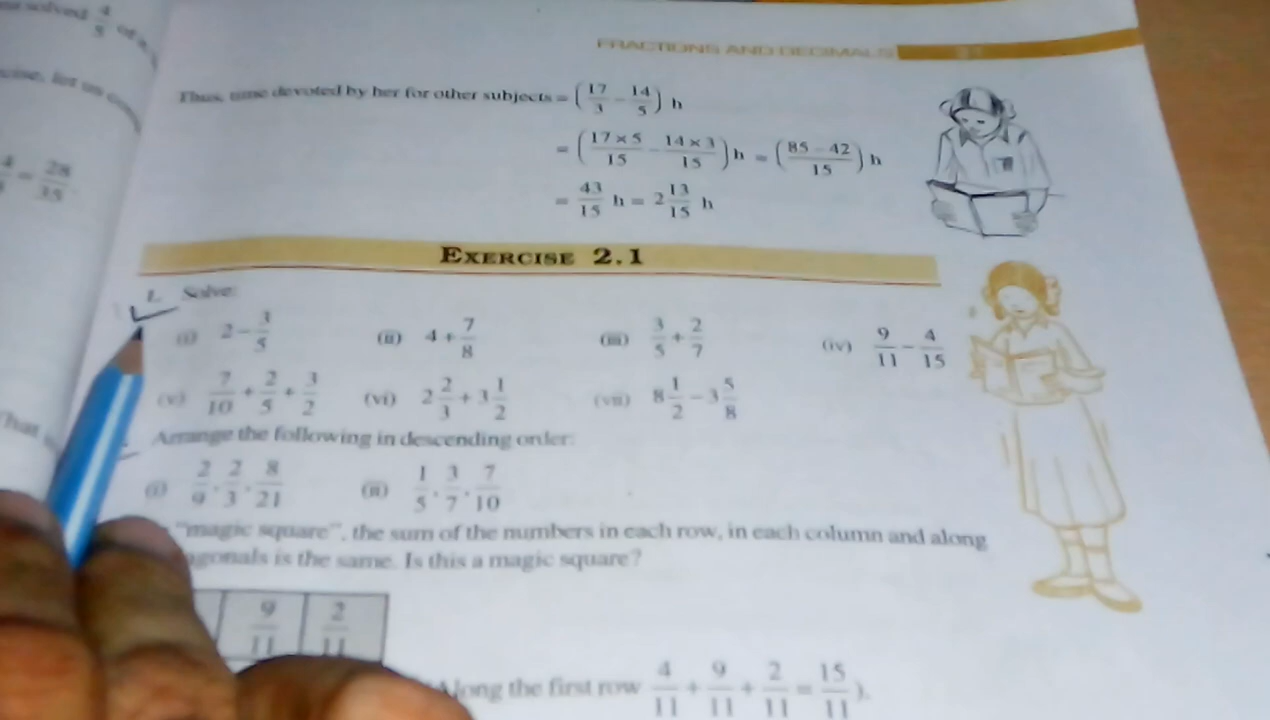 FRACTIONS AND DECIMALS
Thus, time devoted by her for other subjects = (17/3 − 14/5) h
= (17 × 5/15 − 14 × 3/15) h = (85 − 42/15) h
= 43/15 h = 2 13/15 h
EXERCISE 2.1
1. Solve:
(i) 2 − 3/5 (ii) 4 + 7/8 (iii) 3/5 + 2/7 (iv) 9/11 − 4/15
(v) 7/10 + 2/5 + 3/2 (vi) 2 2/3 + 3 1/2 (vii) 8 1/2 − 3 5/8
Arrange the following in descending order:
(i) 2/9, 2/3, 8/21 (ii) 1/5, 3/7, 7/10
"magic square", the sum of the numbers in each row, in each column and along
is the same. Is this a magic square?
9/11 2/11
Along the first row 4/11 + 9/11 + 2/11 = 15/11 ).